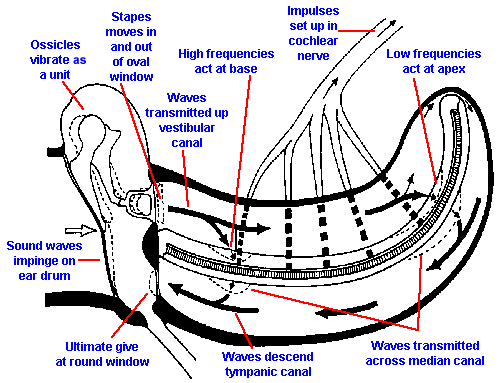 Ossicles
vibrate as
a unit
Stapes
moves in
and out
of oval
window
High frequencies
act at base
Impulses
set up in
cochlear
nerve
Low frequencies
act at apex
Waves
transmitted up
vestibular
canal
Sound waves
impinge on
ear drum
Ultimate give
at round window
Waves descend
tympanic canal
Waves transmitted
across median canal